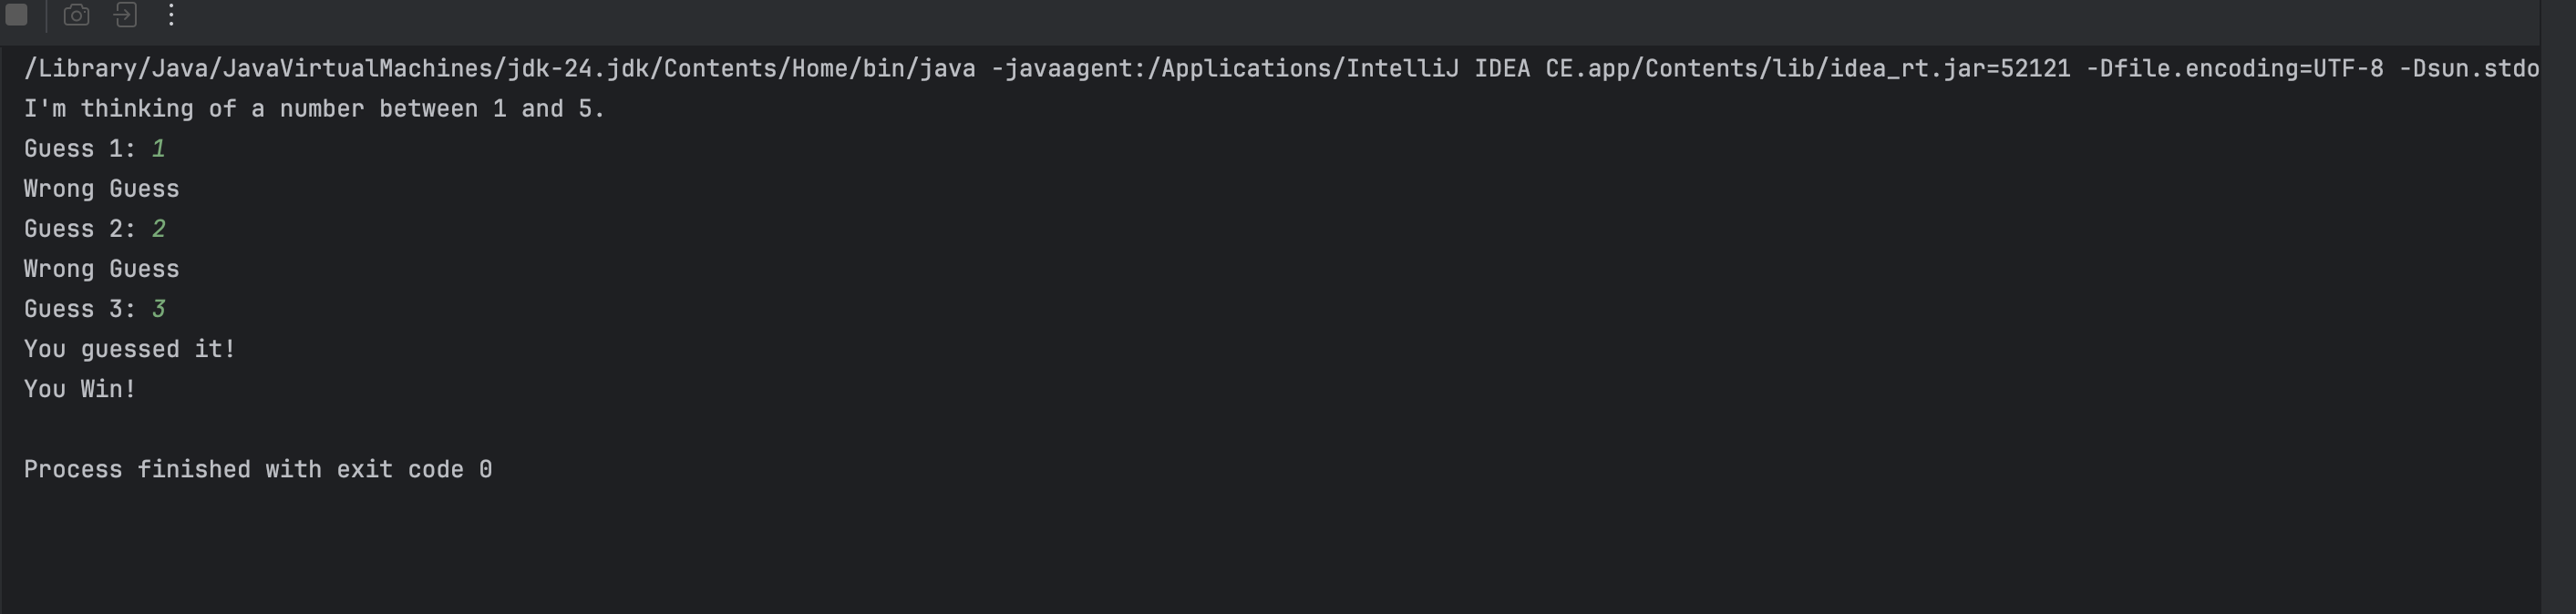 /Library/Java/JavaVirtualMachines/jdk-24.jdk/Contents/Home/bin/java -javaagent:/Applications/IntelliJ IDEA CE.app/Contents/lib/idea_rt.jar=52121 -Dfile.encoding=UTF-8 -Dsun.stdo
I'm thinking of a number between 1 and 5.
Guess 1: 1
Wrong Guess
Guess 2: 2
Wrong Guess
Guess 3: 3
You guessed it!
You Win!
Process finished with exit code 0